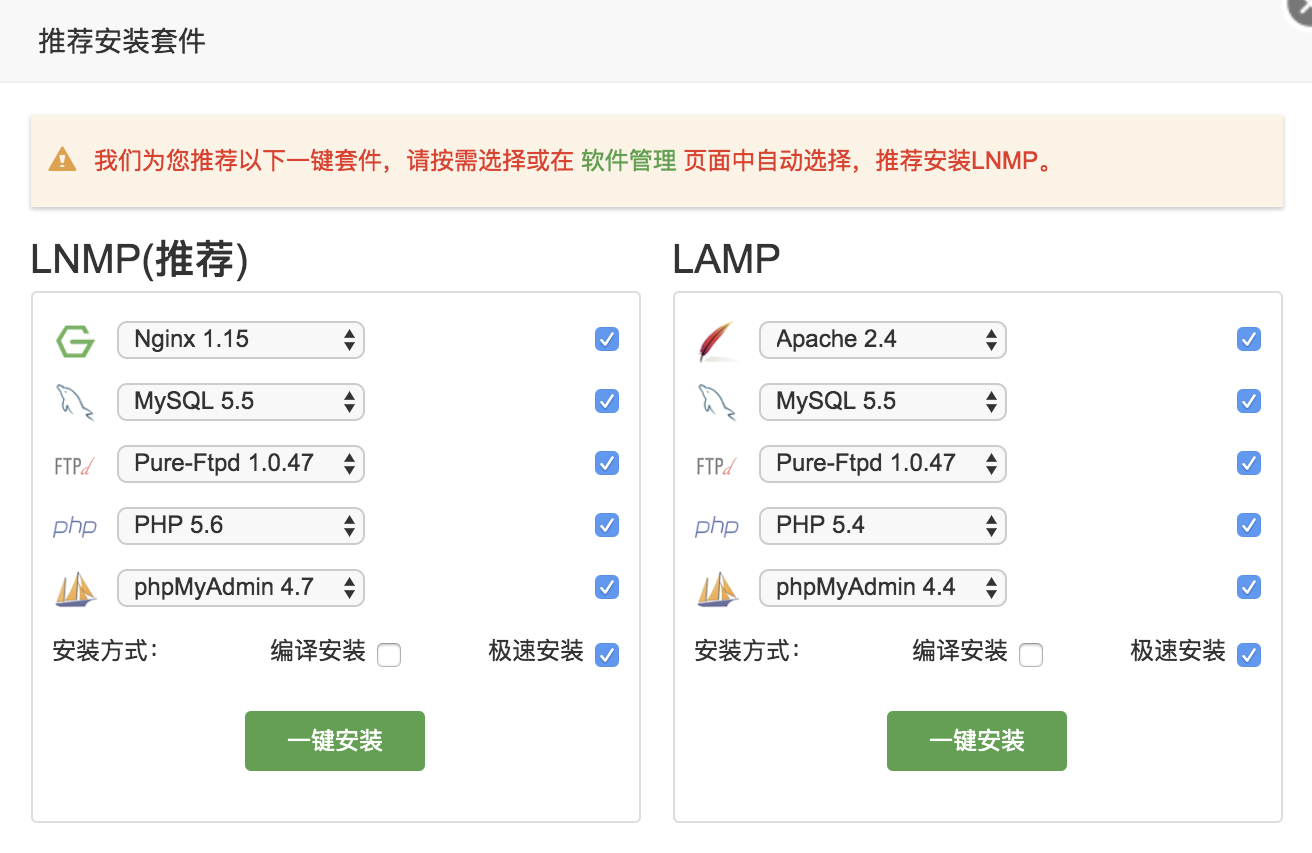 推荐安装套件
我们为您推荐以下一键套件，请按需选择或在 软件管理 页面中自动选择，推荐安装LNMP。
LNMP(推荐)
Nginx 1.15
MySQL 5.5
FTPd Pure-Ftpd 1.0.47
php PHP 5.6
phpMyAdmin 4.7
安装方式： 编译安装 极速安装
一键安装
LAMP
Apache 2.4
MySQL 5.5
FTPd Pure-Ftpd 1.0.47
php PHP 5.4
phpMyAdmin 4.4
安装方式： 编译安装 极速安装
一键安装